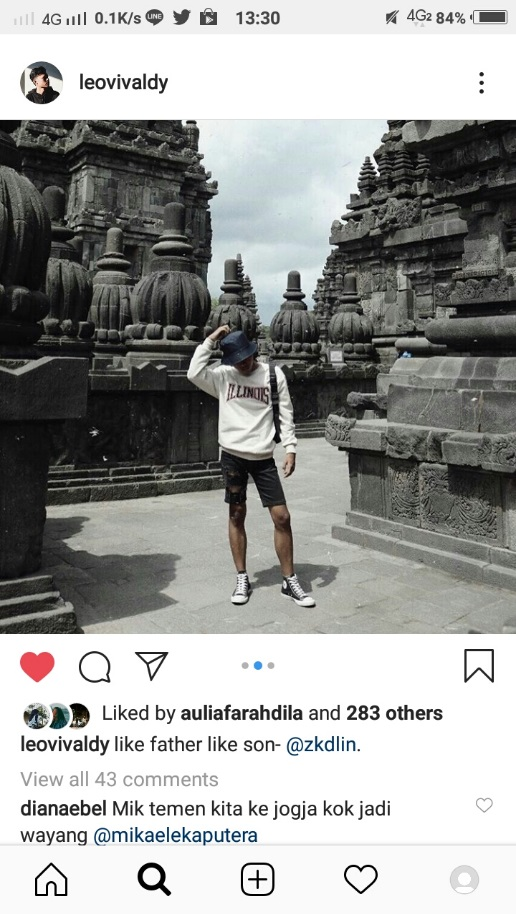 4G 0.1K/s LINE 13:30 4G2 84%
leovivaldy
ILLINOIS
Liked by auliafarahdila and 283 others
leovivaldy like father like son- @zkdlin.
View all 43 comments
dianaebel Mik temen kita ke jogja kok jadi
wayang @mikaelekaputera